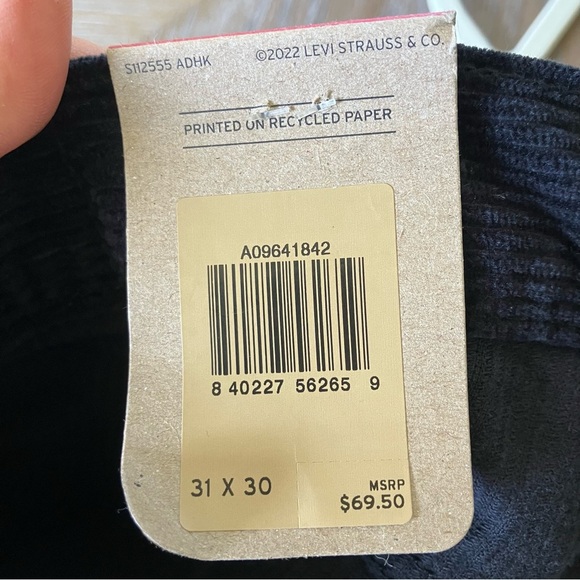 S112555 ADHK ©2022 LEVI STRAUSS & CO.
PRINTED ON RECYCLED PAPER
A09641842
8 40227 56265 9
31 X 30
MSRP
$69.50